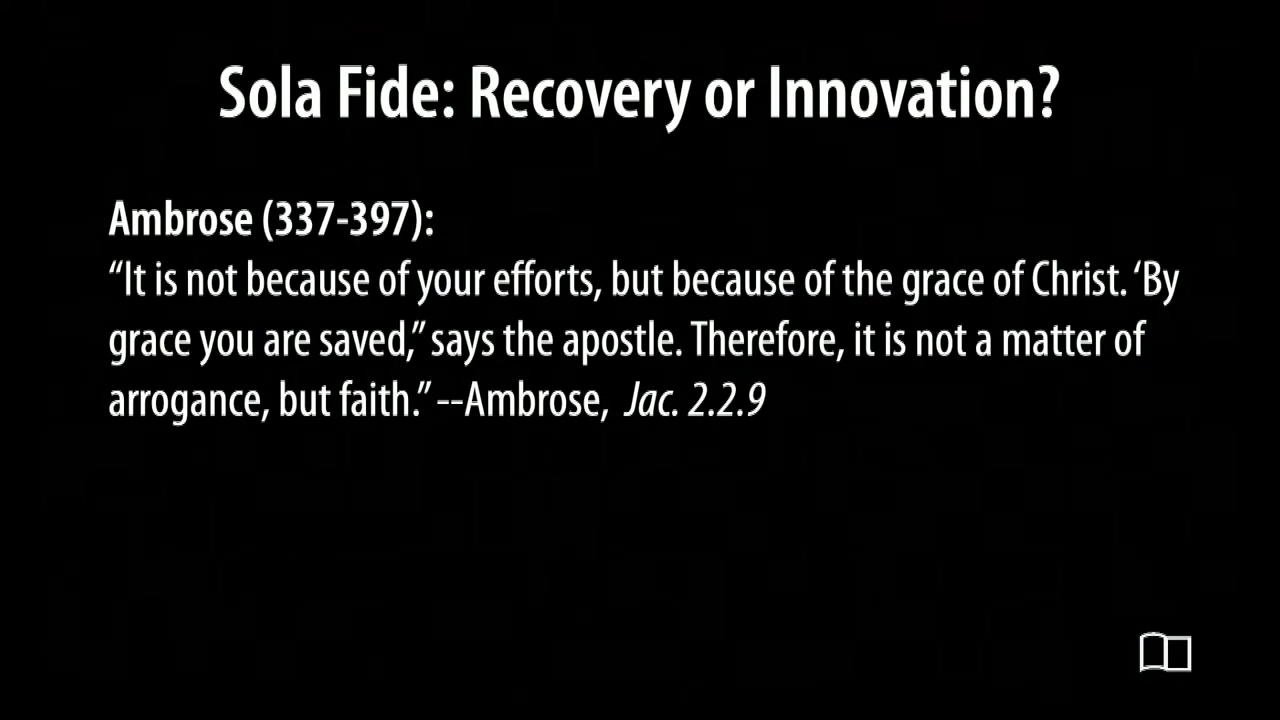 Sola Fide: Recovery or Innovation?
Ambrose (337-397):
“It is not because of your efforts, but because of the grace of Christ. ‘By
grace you are saved,” says the apostle. Therefore, it is not a matter of
arrogance, but faith.” --Ambrose, Jac. 2.2.9